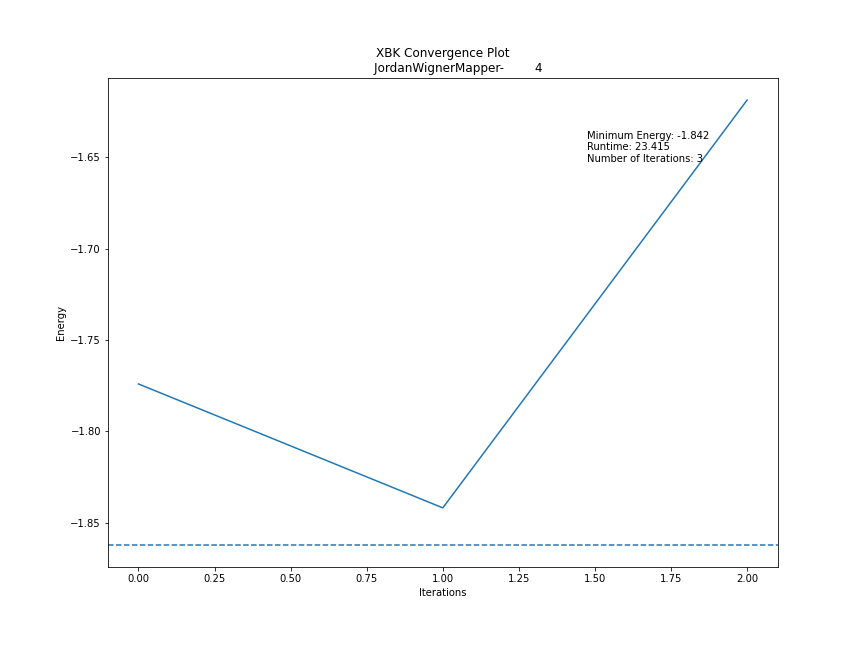 XBK Convergence Plot
JordanWignerMapper- 4
Minimum Energy: -1.842
Runtime: 23.415
Number of Iterations: 3
−1.65
−1.70
−1.75
−1.80
−1.85
Energy
0.00 0.25 0.50 0.75 1.00 1.25 1.50 1.75 2.00
Iterations